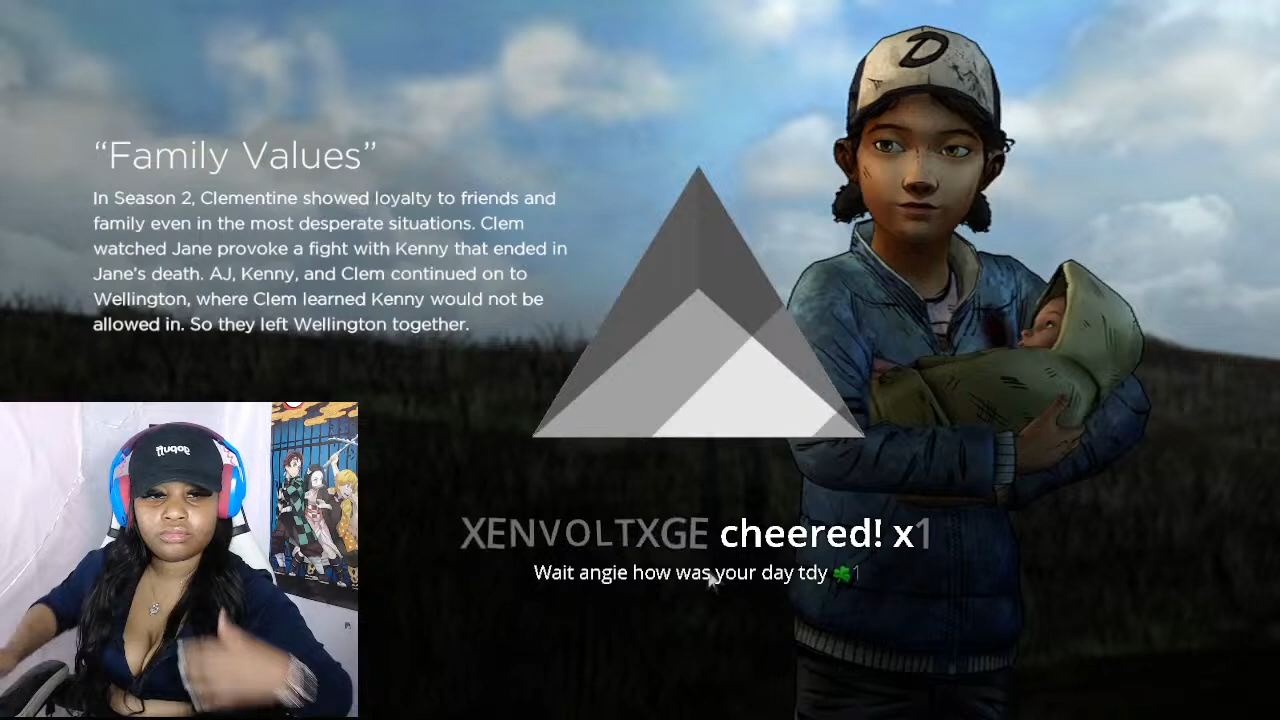 D
“Family Values”
In Season 2, Clementine showed loyalty to friends and
family even in the most desperate situations. Clem
watched Jane provoke a fight with Kenny that ended in
Jane's death. AJ, Kenny, and Clem continued on to
Wellington, where Clem learned Kenny would not be
allowed in. So they left Wellington together.
XENVOLTXGE cheered! x1
Wait angie how was your day tdy 1